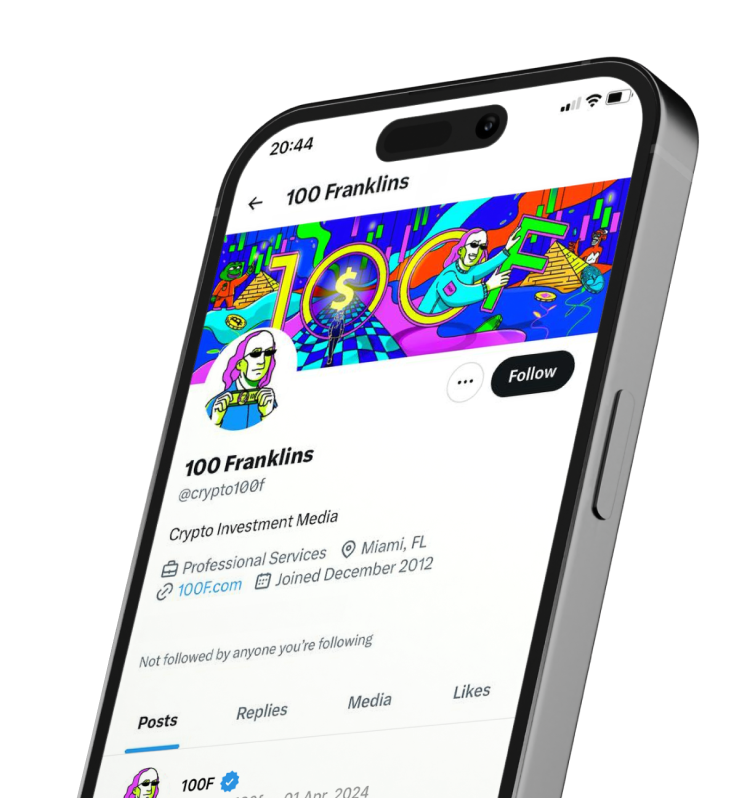 20:44
100 Franklins
100F
$
Follow
100 Franklins
@crypto100f
Crypto Investment Media
Professional Services Miami, FL
100F.com Joined December 2012
Not followed by anyone you're following
Posts Replies Media Likes
100F
01 Apr, 2024